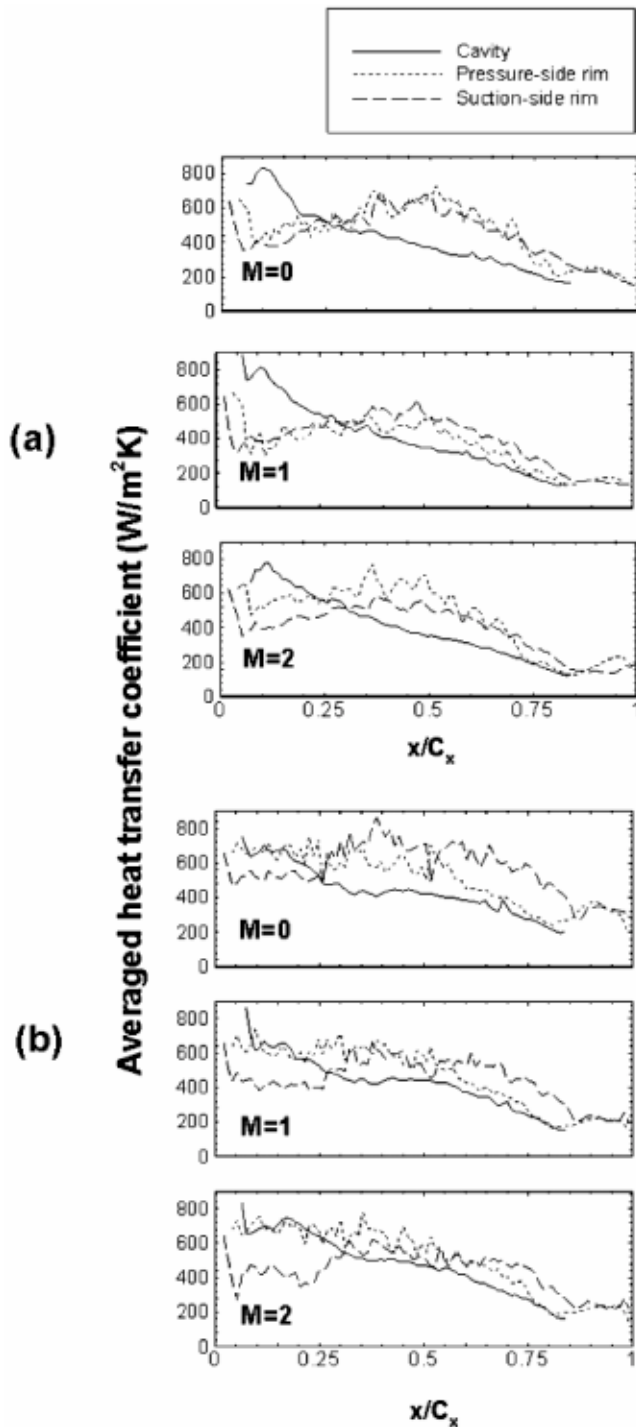 Cavity
Pressure-side rim
Suction-side rim
800
600
400
200
0
M=0
(a)
800
600
400
200
0
M=1
800
600
400
200
0
M=2
0 0.25 0.5 0.75 1
x/Cₓ
Averaged heat transfer coefficient (W/m²K)
800
600
400
200
0
M=0
(b)
800
600
400
200
0
M=1
800
600
400
200
0
M=2
0 0.25 0.5 0.75 1
x/Cₓ